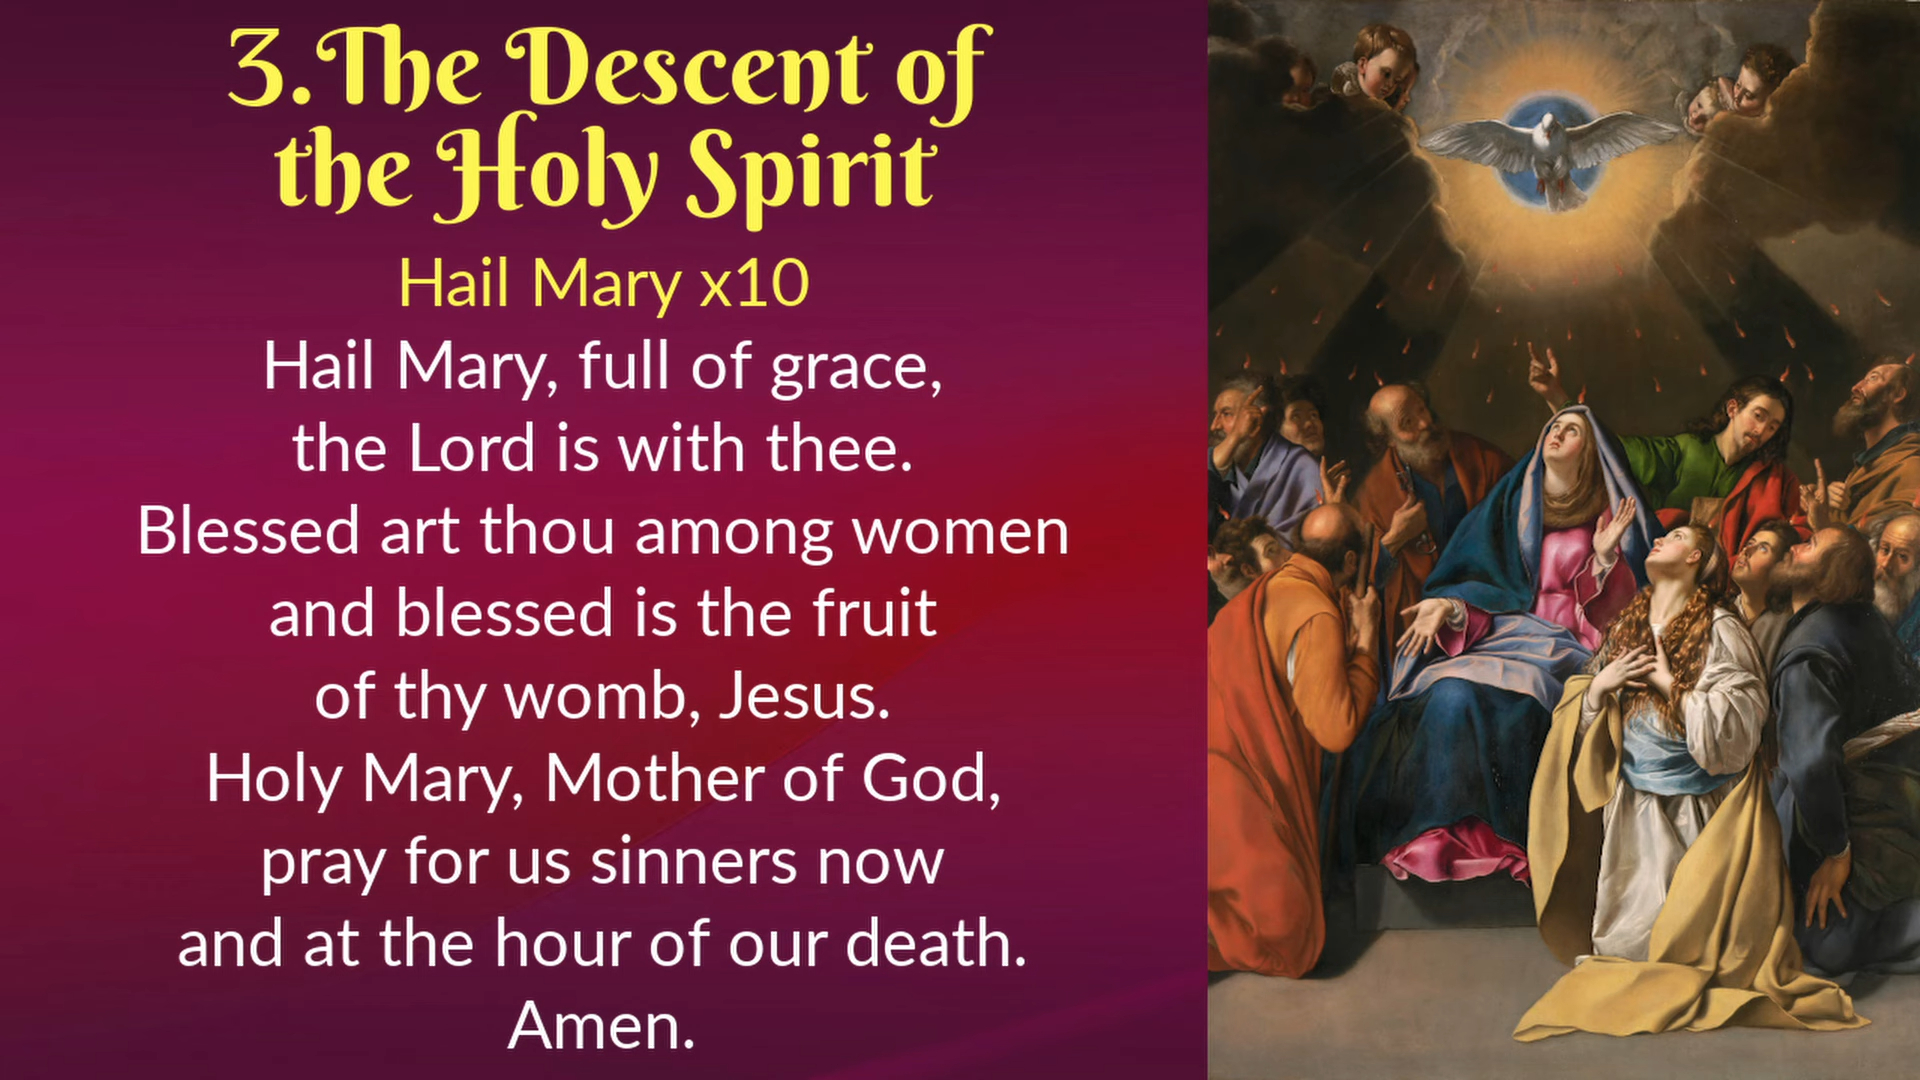 3.The Descent of
the Holy Spirit
Hail Mary x10
Hail Mary, full of grace,
the Lord is with thee.
Blessed art thou among women
and blessed is the fruit
of thy womb, Jesus.
Holy Mary, Mother of God,
pray for us sinners now
and at the hour of our death.
Amen.